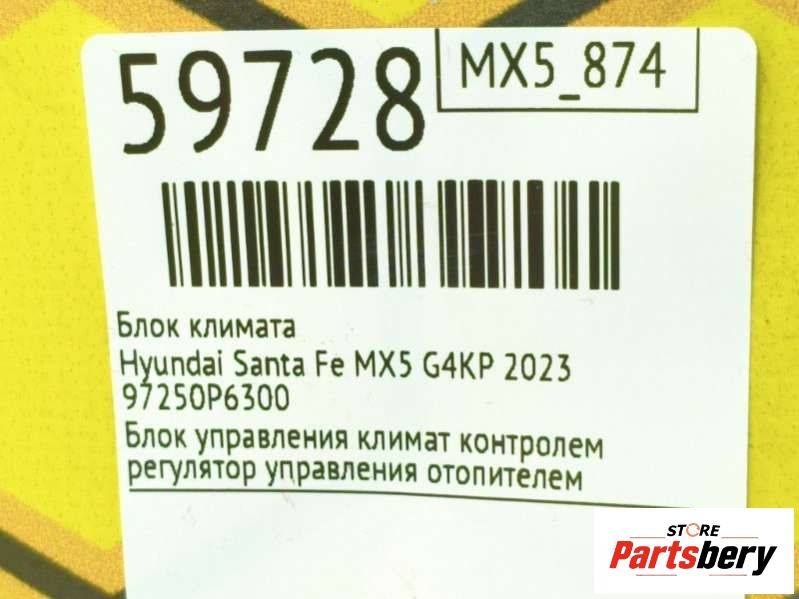 59728
MX5_874
Блок климата
Hyundai Santa Fe MX5 G4KP 2023
97250P6300
Блок управления климат контролем
регулятор управления отопителем
STORE
Partsbery